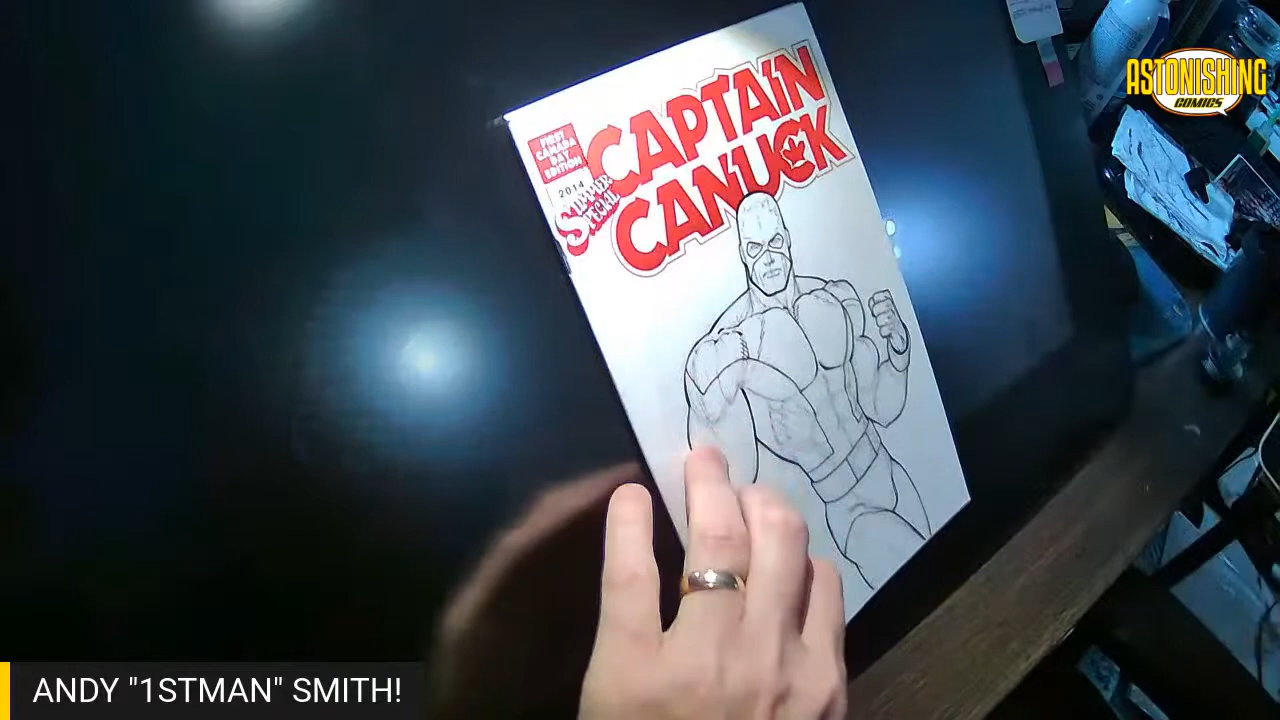 ASTONISHING
COMICS
CAPTAIN
CANUCK
FIRST
CANADA
DAY
EDITION
2014
SUMMER
SPECIAL
ANDY "1STMAN" SMITH!